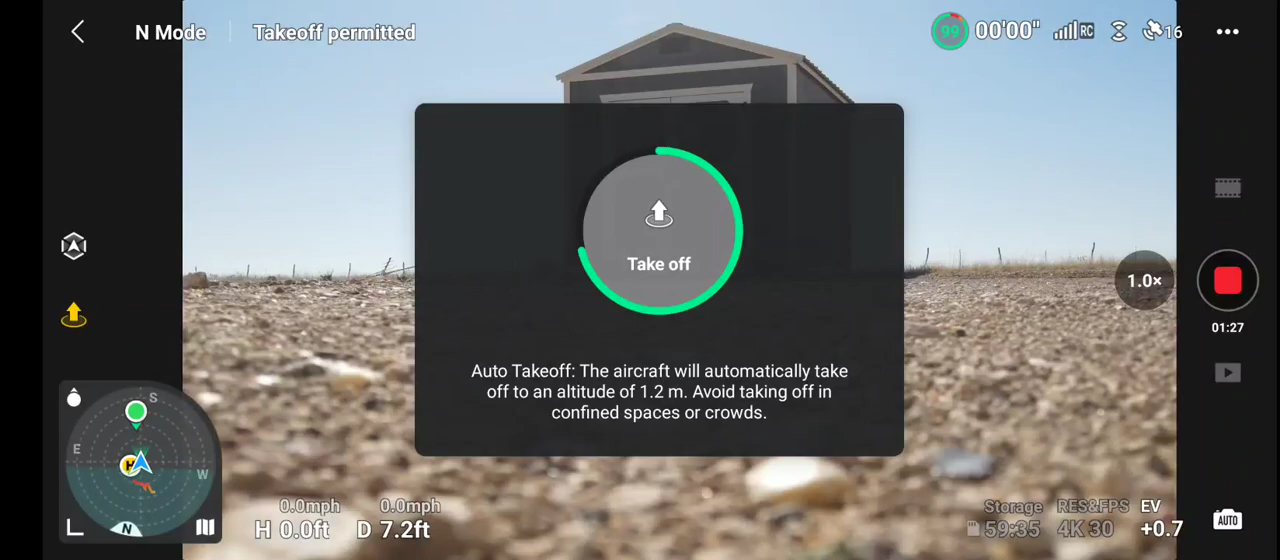 N Mode
Takeoff permitted
99
00'00"
RC
16
Take off
Auto Takeoff: The aircraft will automatically take
off to an altitude of 1.2 m. Avoid taking off in
confined spaces or crowds.
1.0×
01:27
S
E
H
W
N
0.0mph 0.0mph
H 0.0ft D 7.2ft
Storage RES&FPS EV
59:35 4K 30 +0.7
AUTO